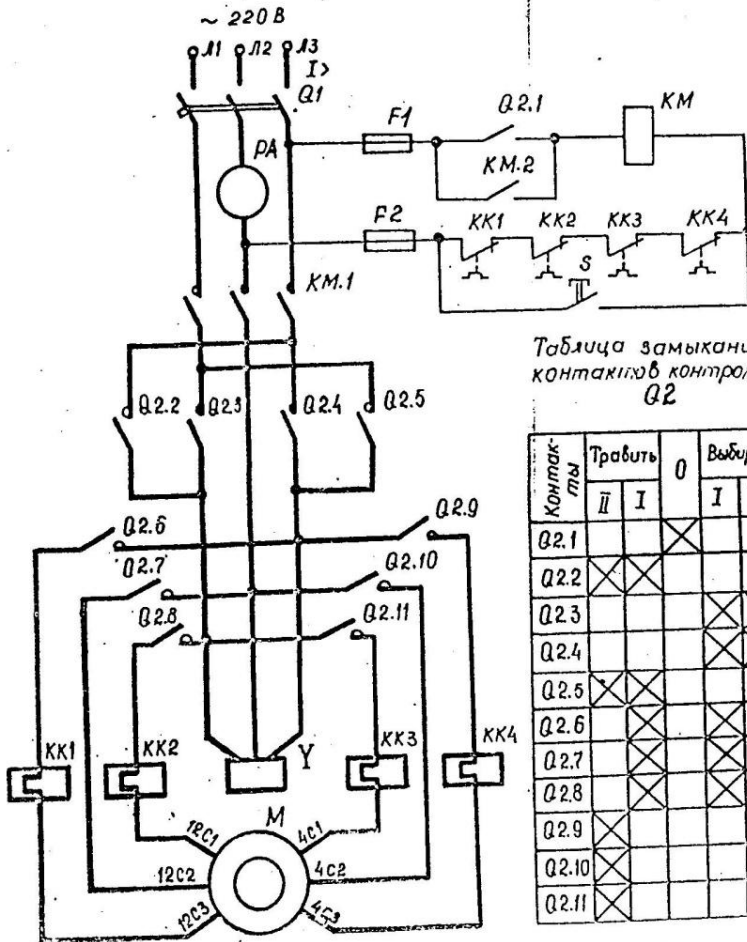 ~ 220 В
Л1 Л2 Л3
I>
Q1
F1
Q2.1
KM
PA
KM.2
F2
KK1 KK2 KK3 KK4
S
KM.1
Q2.2 Q2.3 Q2.4 Q2.5
Таблица замыкани
контактов контро
Q2
Контак-
ты
Травить 0 Выби
II I I
Q2.1
Q2.2
Q2.3
Q2.4
Q2.5
Q2.6
Q2.7
Q2.8
Q2.9
Q2.10
Q2.11
Q2.6 Q2.9
Q2.7 Q2.10
Q2.8 Q2.11
KK1 KK2 Y KK3 KK4
M
12C1 4C1
12C2 4C2
12C3 4C3